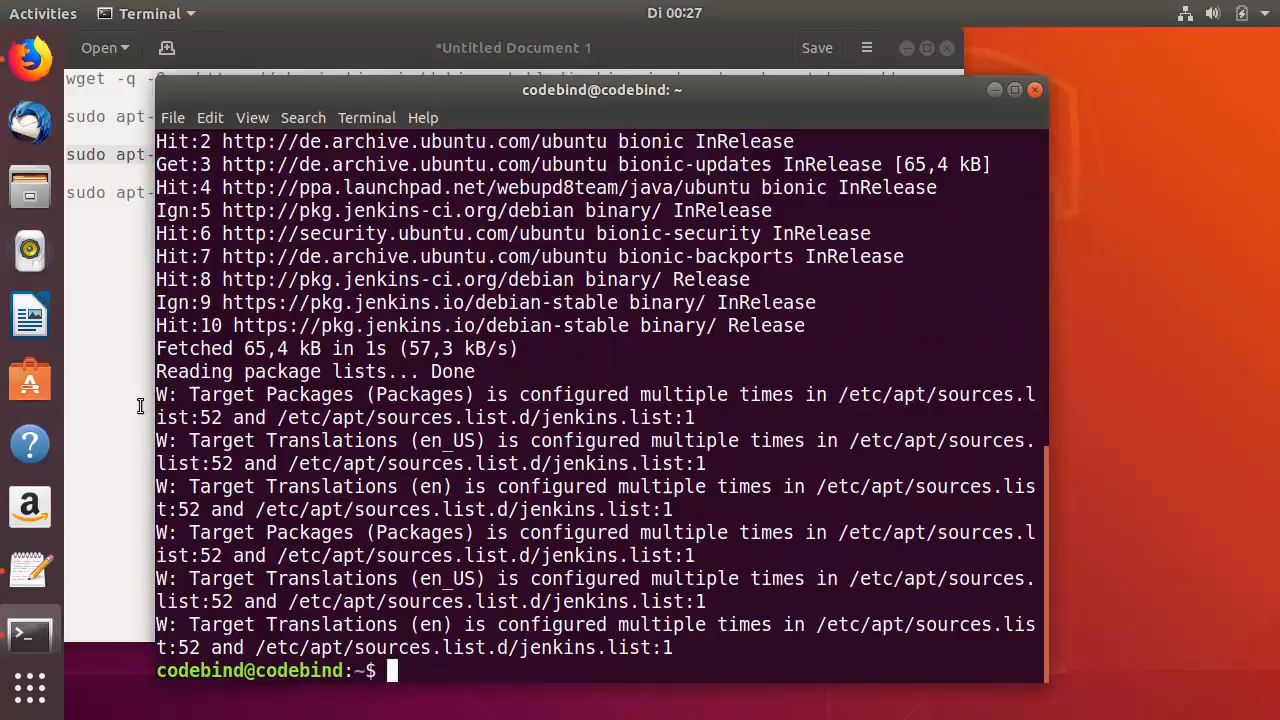 Activities
Terminal
Di 00:27
Open
*Untitled Document 1
Save
wget -q -
sudo apt-
sudo apt-
sudo apt-
codebind@codebind: ~
File Edit View Search Terminal Help
Hit:2 http://de.archive.ubuntu.com/ubuntu bionic InRelease
Get:3 http://de.archive.ubuntu.com/ubuntu bionic-updates InRelease [65,4 kB]
Hit:4 http://ppa.launchpad.net/webupd8team/java/ubuntu bionic InRelease
Ign:5 http://pkg.jenkins-ci.org/debian binary/ InRelease
Hit:6 http://security.ubuntu.com/ubuntu bionic-security InRelease
Hit:7 http://de.archive.ubuntu.com/ubuntu bionic-backports InRelease
Hit:8 http://pkg.jenkins-ci.org/debian binary/ Release
Ign:9 https://pkg.jenkins.io/debian-stable binary/ InRelease
Hit:10 https://pkg.jenkins.io/debian-stable binary/ Release
Fetched 65,4 kB in 1s (57,3 kB/s)
Reading package lists... Done
W: Target Packages (Packages) is configured multiple times in /etc/apt/sources.l
ist:52 and /etc/apt/sources.list.d/jenkins.list:1
W: Target Translations (en_US) is configured multiple times in /etc/apt/sources.
list:52 and /etc/apt/sources.list.d/jenkins.list:1
W: Target Translations (en) is configured multiple times in /etc/apt/sources.lis
t:52 and /etc/apt/sources.list.d/jenkins.list:1
W: Target Packages (Packages) is configured multiple times in /etc/apt/sources.l
ist:52 and /etc/apt/sources.list.d/jenkins.list:1
W: Target Translations (en_US) is configured multiple times in /etc/apt/sources.
list:52 and /etc/apt/sources.list.d/jenkins.list:1
W: Target Translations (en) is configured multiple times in /etc/apt/sources.lis
t:52 and /etc/apt/sources.list.d/jenkins.list:1
codebind@codebind:~$